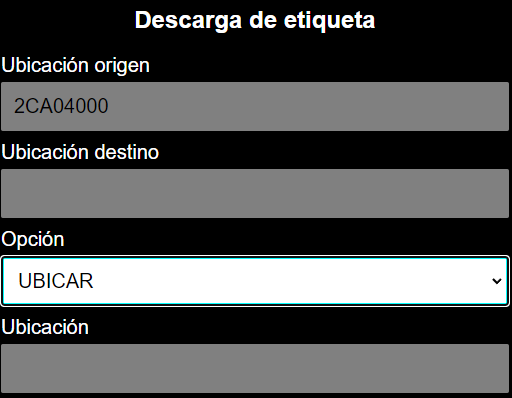 Descarga de etiqueta
Ubicación origen
2CA04000
Ubicación destino
Opción
UBICAR
Ubicación